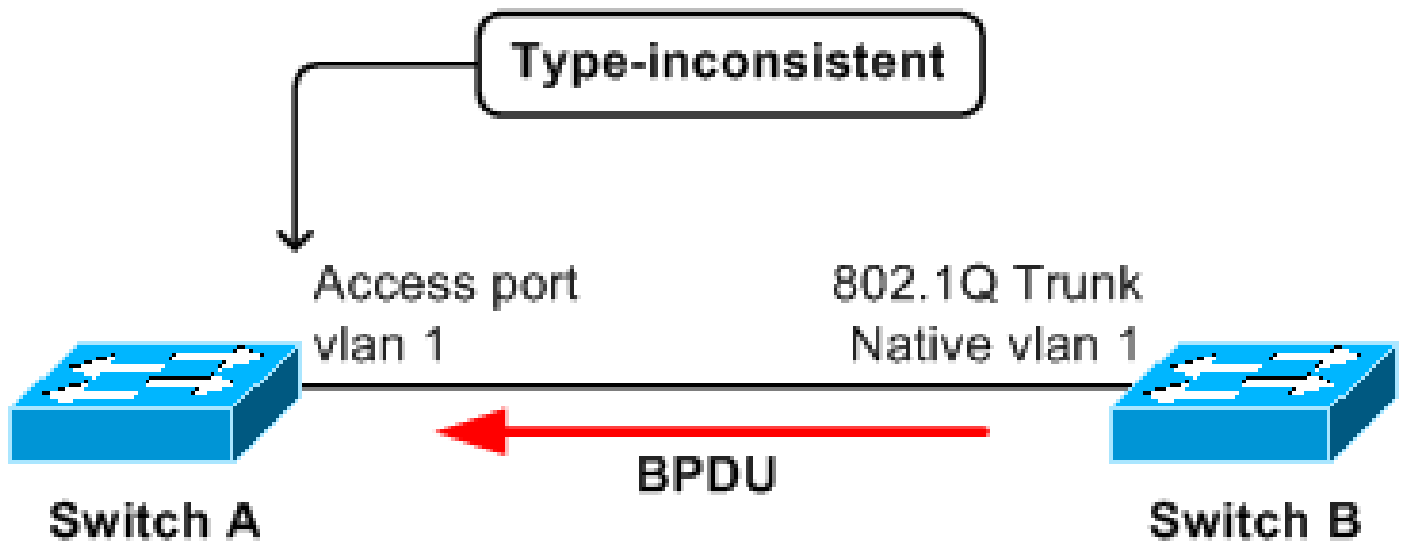 Type-inconsistent
Access port
vlan 1
802.1Q Trunk
Native vlan 1
BPDU
Switch A
Switch B